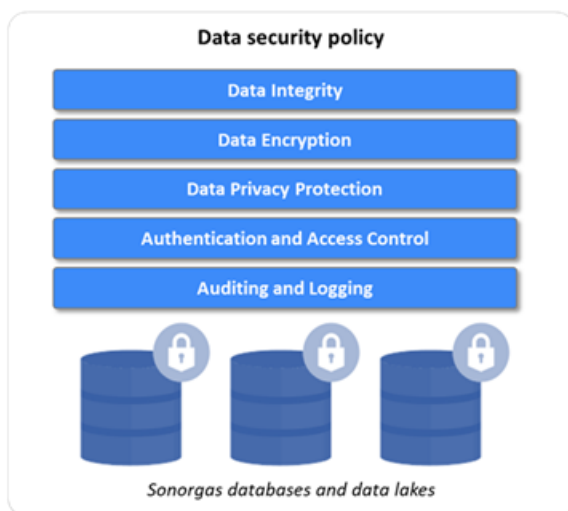 Data security policy
Data Integrity
Data Encryption
Data Privacy Protection
Authentication and Access Control
Auditing and Logging
Sonorgas databases and data lakes